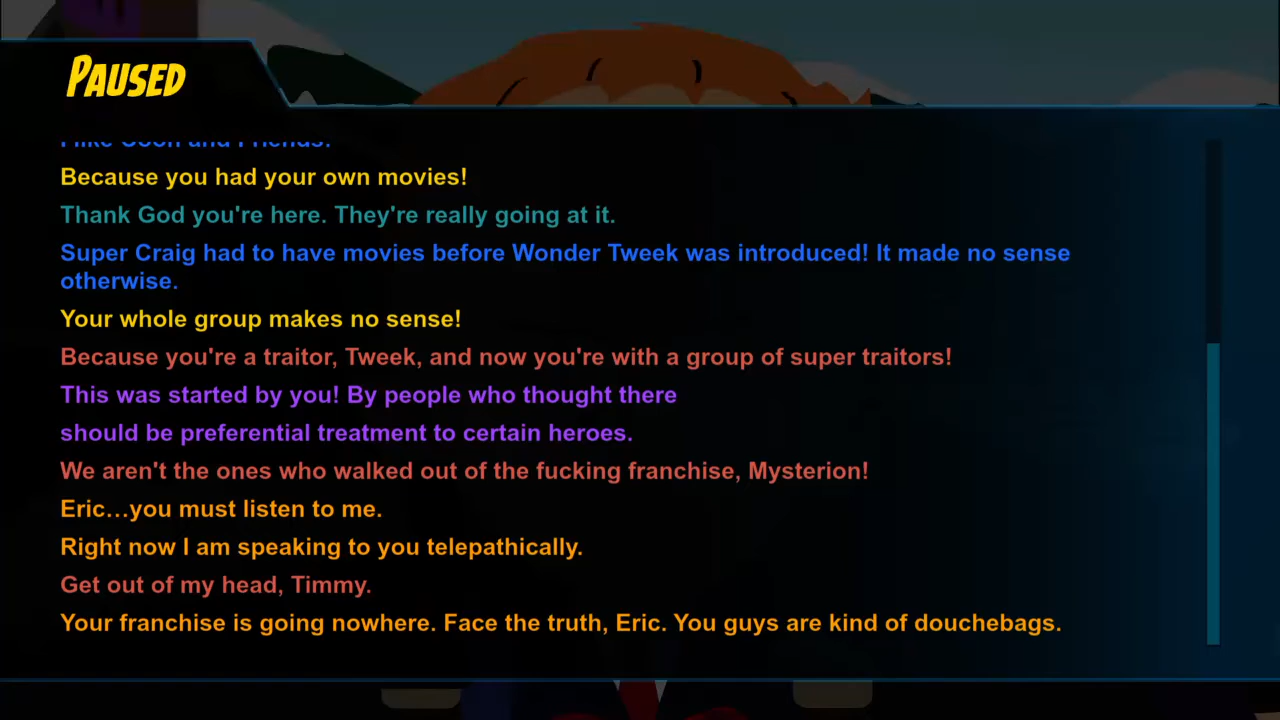 PAUSED
I like Coon and Friends.
Because you had your own movies!
Thank God you're here. They're really going at it.
Super Craig had to have movies before Wonder Tweek was introduced! It made no sense
otherwise.
Your whole group makes no sense!
Because you're a traitor, Tweek, and now you're with a group of super traitors!
This was started by you! By people who thought there
should be preferential treatment to certain heroes.
We aren't the ones who walked out of the fucking franchise, Mysterion!
Eric...you must listen to me.
Right now I am speaking to you telepathically.
Get out of my head, Timmy.
Your franchise is going nowhere. Face the truth, Eric. You guys are kind of douchebags.